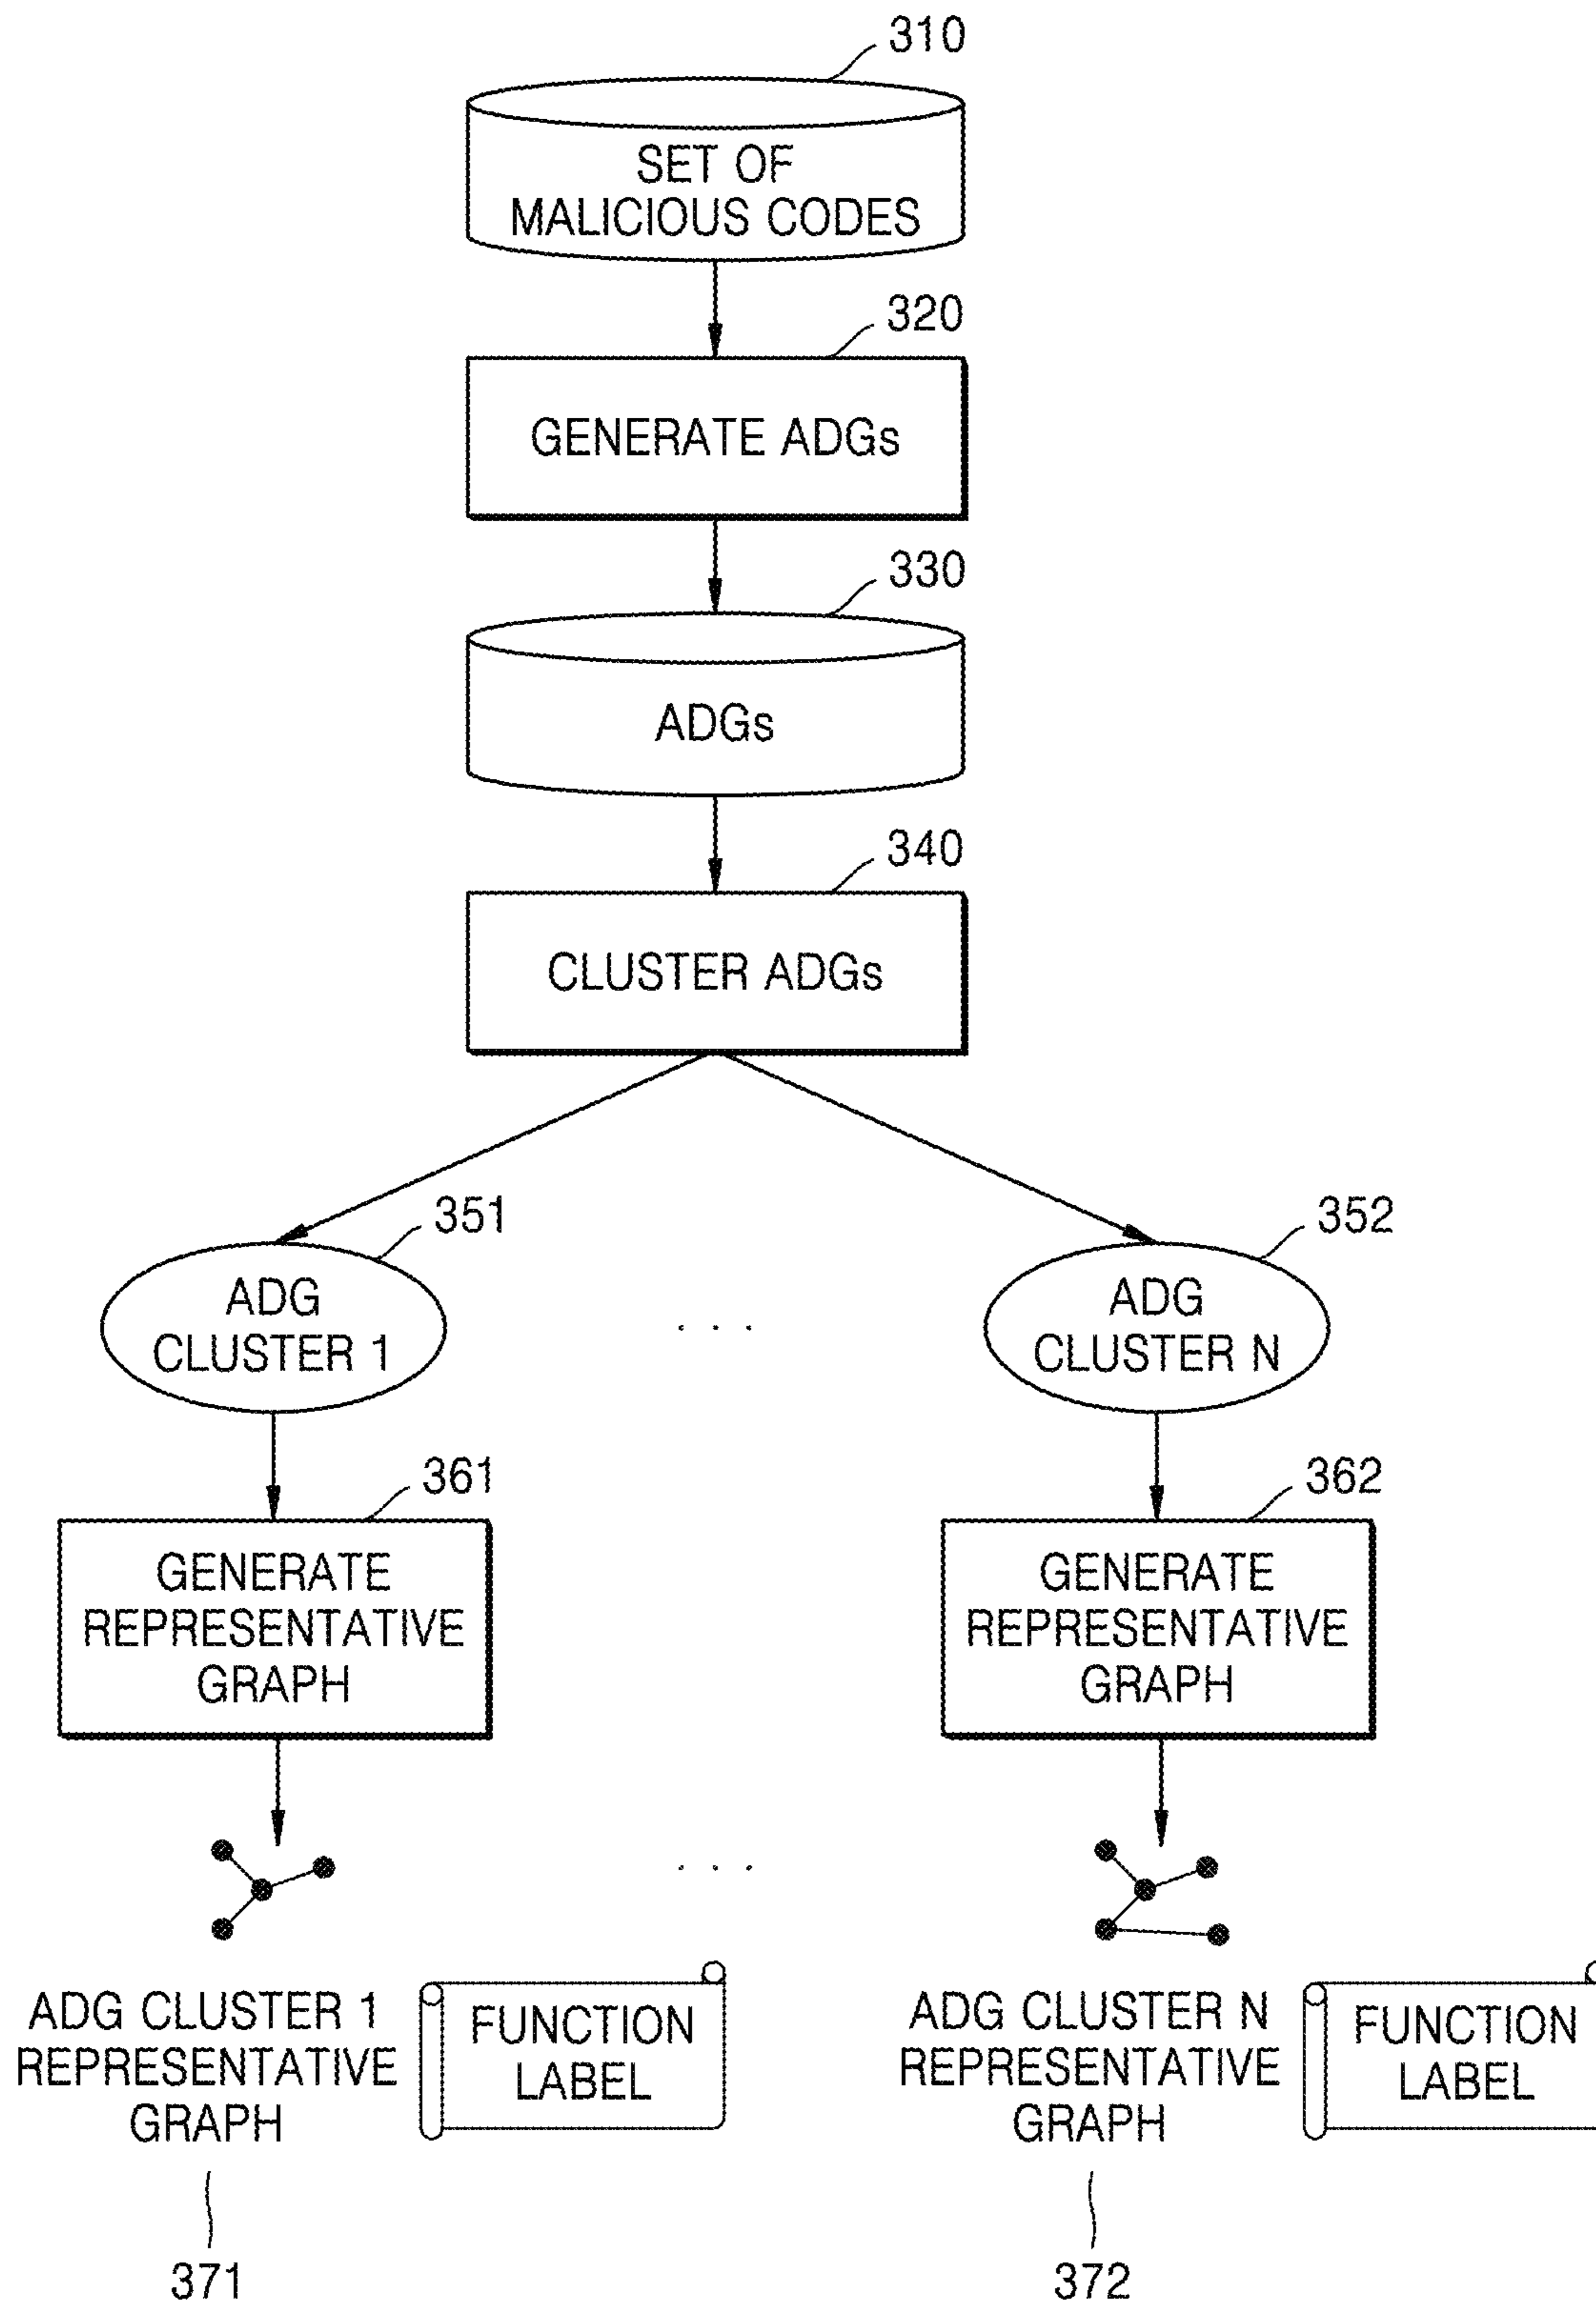 310
SET OF
MALICIOUS CODES
320
GENERATE ADGs
330
ADGs
340
CLUSTER ADGs
351
352
ADG
CLUSTER 1
. . .
ADG
CLUSTER N
361
362
GENERATE
REPRESENTATIVE
GRAPH
GENERATE
REPRESENTATIVE
GRAPH
. . .
ADG CLUSTER 1
REPRESENTATIVE
GRAPH
FUNCTION
LABEL
ADG CLUSTER N
REPRESENTATIVE
GRAPH
FUNCTION
LABEL
371
372